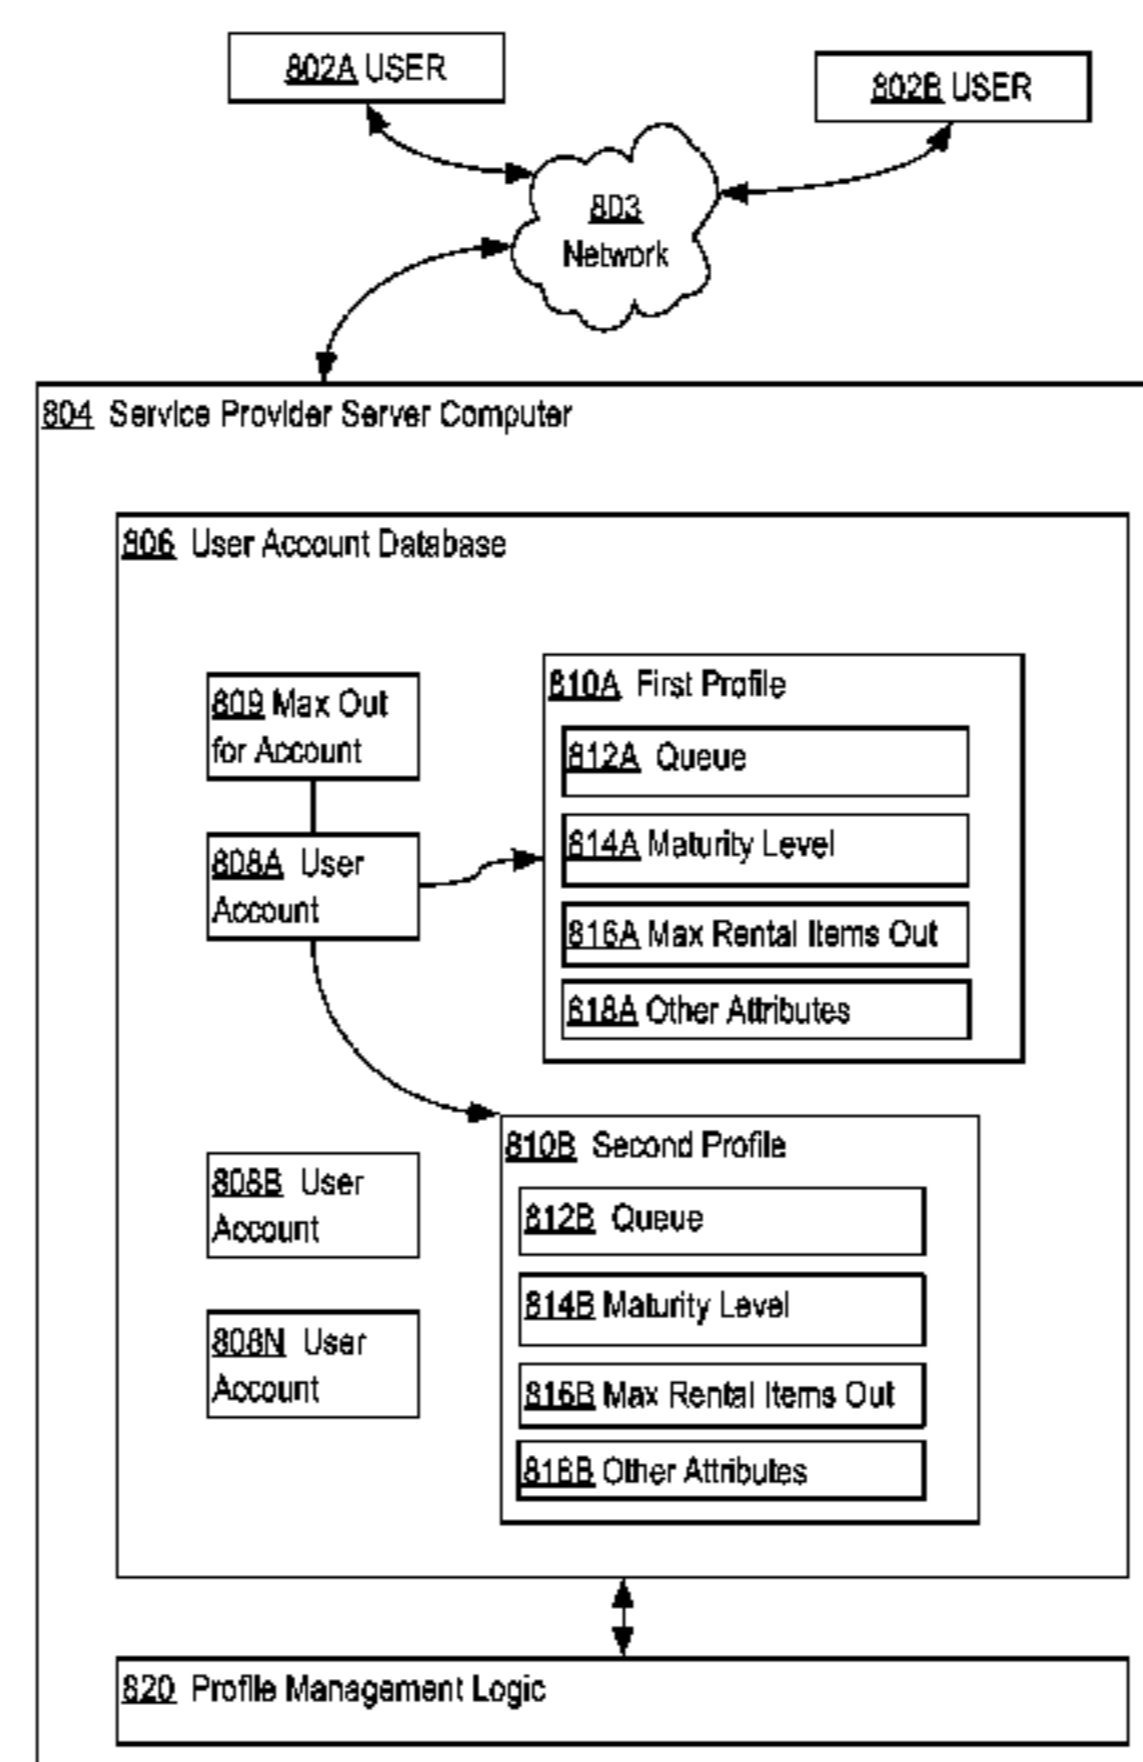 802A USER
802B USER
803
Network
804 Service Provider Server Computer
806 User Account Database
809 Max Out
for Account
808A User
Account
810A First Profile
812A Queue
814A Maturity Level
816A Max Rental Items Out
818A Other Attributes
810B Second Profile
812B Queue
814B Maturity Level
816B Max Rental Items Out
818B Other Attributes
808B User
Account
808N User
Account
820 Profile Management Logic